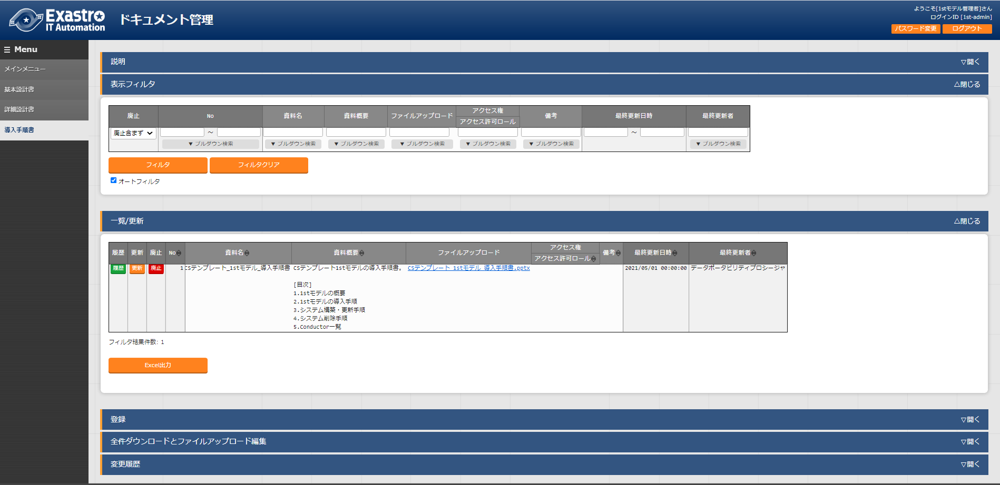 Exastro
IT Automation
ドキュメント管理
ようこそ[1stモデル管理者]さん
ログインID [1st-admin]
パスワード変更 ログアウト
Menu
メインメニュー
基本設計書
詳細設計書
導入手順書
説明 ▽開く
表示フィルタ △閉じる
廃止 No 資料名 資料概要 ファイルアップロード アクセス権 備考 最終更新日時 最終更新者
アクセス許可ロール
廃止含まず ～ ～
▼ プルダウン検索 ▼ プルダウン検索 ▼ プルダウン検索 ▼ プルダウン検索 ▼ プルダウン検索 ▼ プルダウン検索 ▼ プルダウン検索
フィルタ フィルタクリア
オートフィルタ
一覧/更新 △閉じる
履歴 更新 廃止 No 資料名 資料概要 ファイルアップロード アクセス権 備考 最終更新日時 最終更新者
アクセス許可ロール
履歴 更新 廃止 1 CSテンプレート_1stモデル_導入手順書 CSテンプレート1stモデルの導入手順書。 CSテンプレート_1stモデル_導入手順書.pptx 2021/05/01 00:00:00 データポータビリティプロシージャ
[目次]
1.1stモデルの概要
2.1stモデルの導入手順
3.システム構築・更新手順
4.システム削除手順
5.Conductor一覧
フィルタ結果件数: 1
Excel出力
登録 ▽開く
全件ダウンロードとファイルアップロード編集 ▽開く
変更履歴 ▽開く